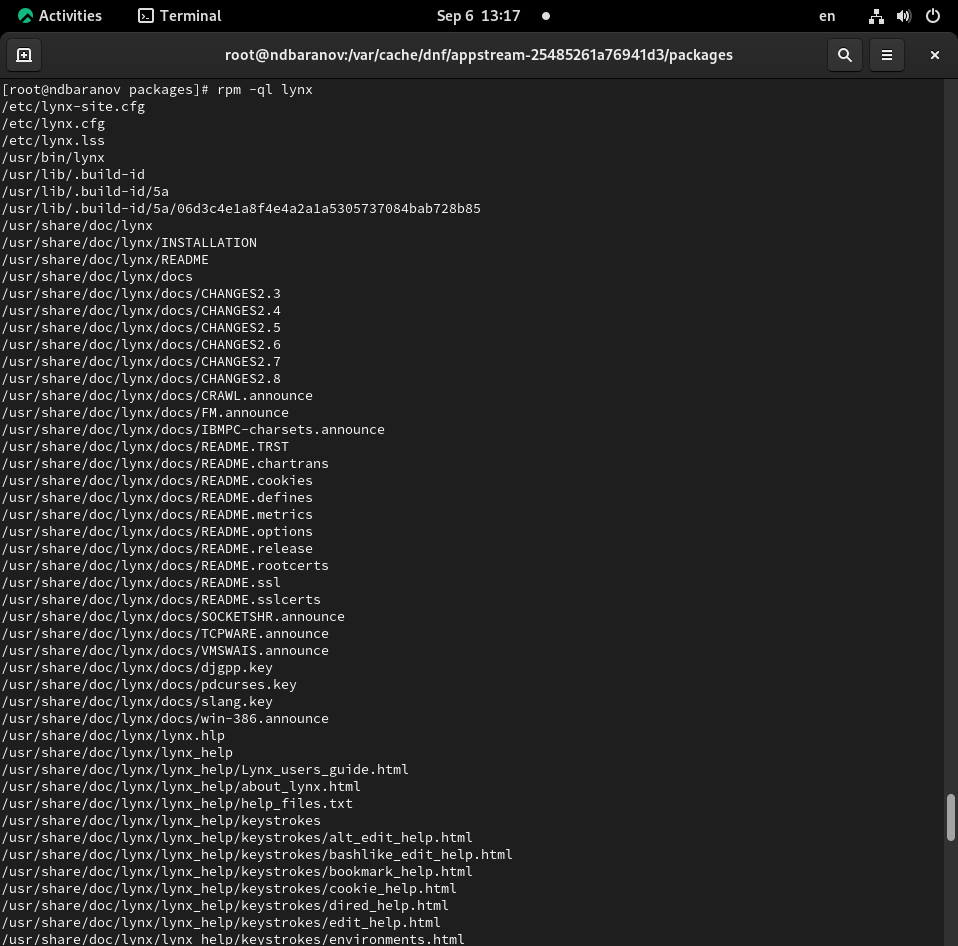 Activities Terminal Sep 6 13:17 en
root@ndbaranov:/var/cache/dnf/appstream-25485261a76941d3/packages
[root@ndbaranov packages]# rpm -ql lynx
/etc/lynx-site.cfg
/etc/lynx.cfg
/etc/lynx.lss
/usr/bin/lynx
/usr/lib/.build-id
/usr/lib/.build-id/5a
/usr/lib/.build-id/5a/06d3c4e1a8f4e4a2a1a5305737084bab728b85
/usr/share/doc/lynx
/usr/share/doc/lynx/INSTALLATION
/usr/share/doc/lynx/README
/usr/share/doc/lynx/docs
/usr/share/doc/lynx/docs/CHANGES2.3
/usr/share/doc/lynx/docs/CHANGES2.4
/usr/share/doc/lynx/docs/CHANGES2.5
/usr/share/doc/lynx/docs/CHANGES2.6
/usr/share/doc/lynx/docs/CHANGES2.7
/usr/share/doc/lynx/docs/CHANGES2.8
/usr/share/doc/lynx/docs/CRAWL.announce
/usr/share/doc/lynx/docs/FM.announce
/usr/share/doc/lynx/docs/IBMPC-charsets.announce
/usr/share/doc/lynx/docs/README.TRST
/usr/share/doc/lynx/docs/README.chartrans
/usr/share/doc/lynx/docs/README.cookies
/usr/share/doc/lynx/docs/README.defines
/usr/share/doc/lynx/docs/README.metrics
/usr/share/doc/lynx/docs/README.options
/usr/share/doc/lynx/docs/README.release
/usr/share/doc/lynx/docs/README.rootcerts
/usr/share/doc/lynx/docs/README.ssl
/usr/share/doc/lynx/docs/README.sslcerts
/usr/share/doc/lynx/docs/SOCKETSHR.announce
/usr/share/doc/lynx/docs/TCPWARE.announce
/usr/share/doc/lynx/docs/VMSWAIS.announce
/usr/share/doc/lynx/docs/djgpp.key
/usr/share/doc/lynx/docs/pdcurses.key
/usr/share/doc/lynx/docs/slang.key
/usr/share/doc/lynx/docs/win-386.announce
/usr/share/doc/lynx/lynx.hlp
/usr/share/doc/lynx/lynx_help
/usr/share/doc/lynx/lynx_help/Lynx_users_guide.html
/usr/share/doc/lynx/lynx_help/about_lynx.html
/usr/share/doc/lynx/lynx_help/help_files.txt
/usr/share/doc/lynx/lynx_help/keystrokes
/usr/share/doc/lynx/lynx_help/keystrokes/alt_edit_help.html
/usr/share/doc/lynx/lynx_help/keystrokes/bashlike_edit_help.html
/usr/share/doc/lynx/lynx_help/keystrokes/bookmark_help.html
/usr/share/doc/lynx/lynx_help/keystrokes/cookie_help.html
/usr/share/doc/lynx/lynx_help/keystrokes/dired_help.html
/usr/share/doc/lynx/lynx_help/keystrokes/edit_help.html
/usr/share/doc/lynx/lynx_help/keystrokes/environments.html